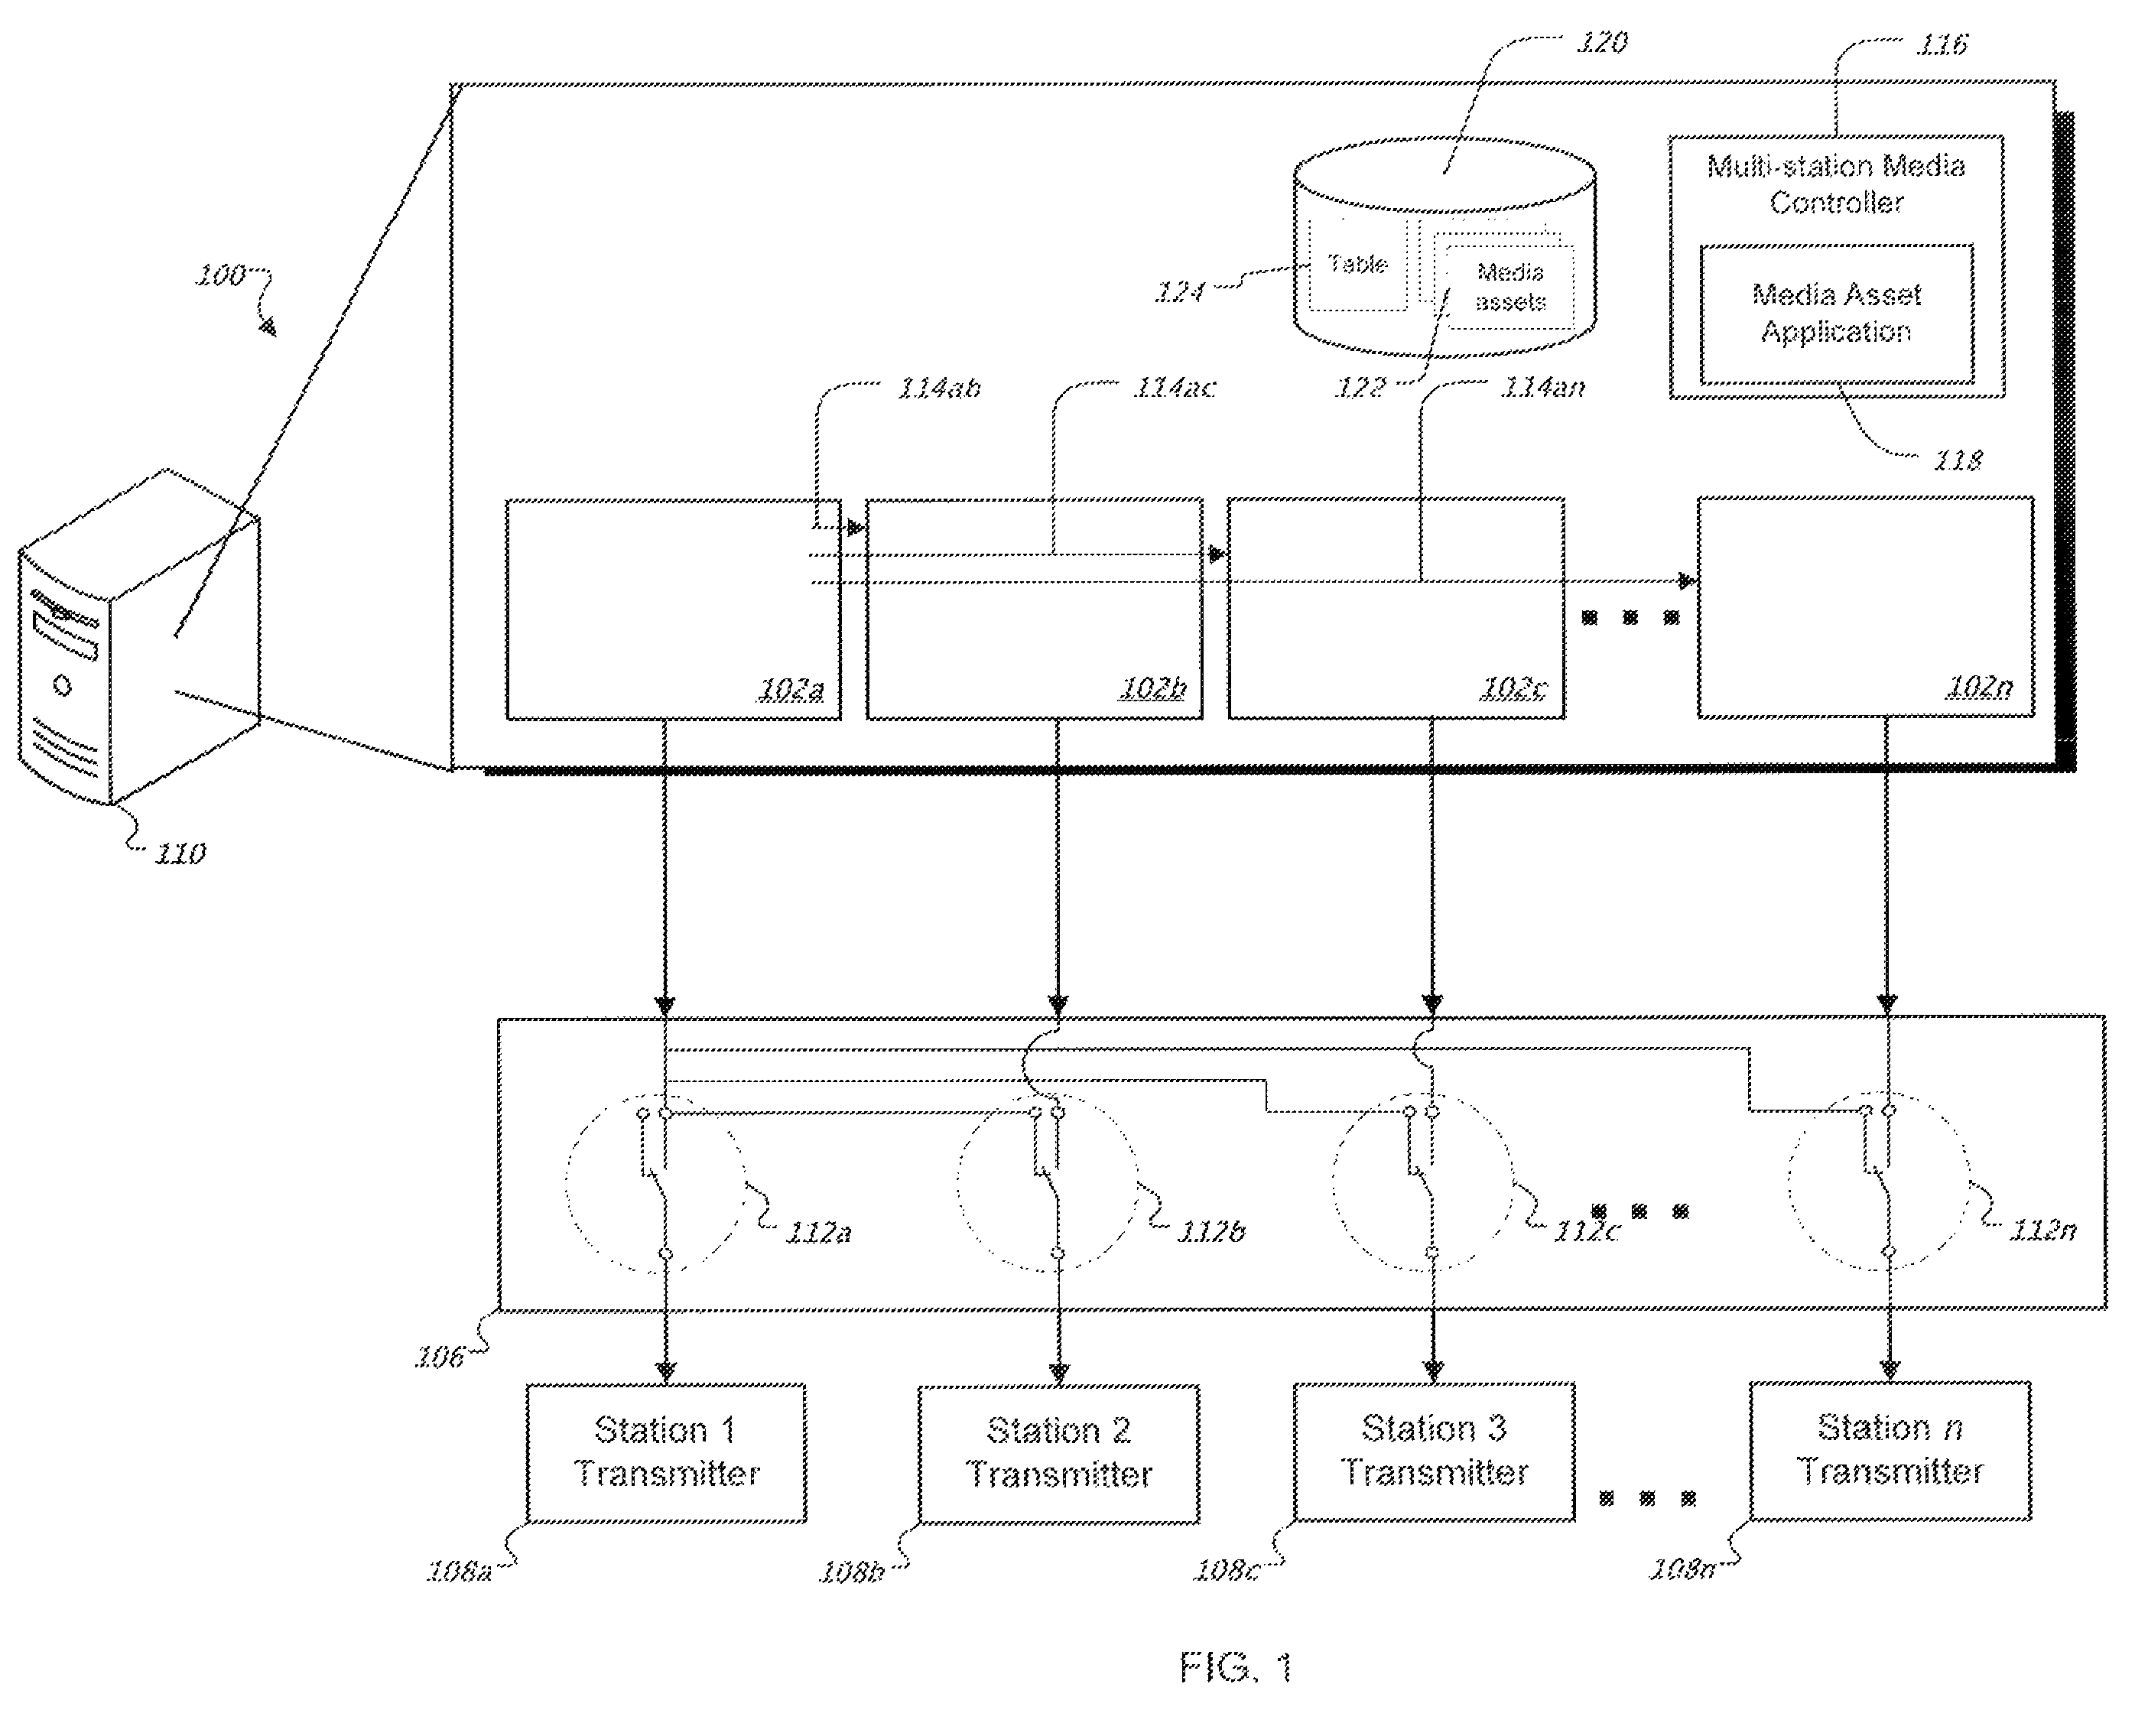 120
116
Multi-station Media
Controller
100
124
Table
Media
assets
Media Asset
Application
114ab
114ac
122
114an
118
102a
102b
102c
102n
110
112a
112b
112c
112n
106
Station 1
Transmitter
Station 2
Transmitter
Station 3
Transmitter
Station n
Transmitter
108a
108b
108c
108n
FIG. 1